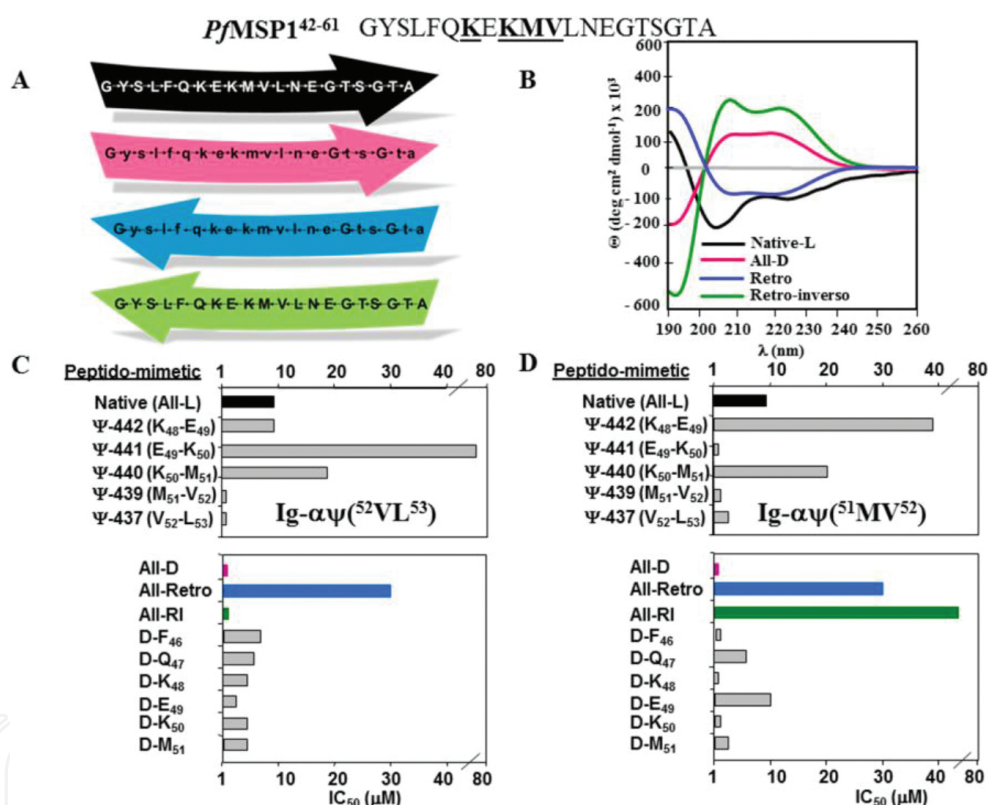 PfMSP1⁴²⁻⁶¹ GYSLFQKEKMVLNEGTSGTA
A
G-Y-S-L-F-Q-K-E-K-M-V-L-N-E-G-T-S-G-T-A
G-y-s-l-f-q-k-e-k-m-v-l-n-e-G-t-s-G-t-a
G-y-s-l-f-q-k-e-k-m-v-l-n-e-G-t-s-G-t-a
G-Y-S-L-F-Q-K-E-K-M-V-L-N-E-G-T-S-G-T-A
B
600
400
200
100
0
- 100
- 200
- 400
- 600
Θ (deg cm² dmol⁻¹) x 10³
Native-L
All-D
Retro
Retro-inverso
190 200 210 220 230 240 250 260
λ (nm)
C
Peptido-mimetic
1 10 20 30 40 80
Native (All-L)
Ψ-442 (K₄₈-E₄₉)
Ψ-441 (E₄₉-K₅₀)
Ψ-440 (K₅₀-M₅₁)
Ψ-439 (M₅₁-V₅₂)
Ψ-437 (V₅₂-L₅₃)
Ig-αψ(⁵²VL⁵³)
All-D
All-Retro
All-RI
D-F₄₆
D-Q₄₇
D-K₄₈
D-E₄₉
D-K₅₀
D-M₅₁
1 10 20 30 40 80
IC₅₀ (μM)
D
Peptido-mimetic
1 10 20 30 40 80
Native (All-L)
Ψ-442 (K₄₈-E₄₉)
Ψ-441 (E₄₉-K₅₀)
Ψ-440 (K₅₀-M₅₁)
Ψ-439 (M₅₁-V₅₂)
Ψ-437 (V₅₂-L₅₃)
Ig-αψ(⁵¹MV⁵²)
All-D
All-Retro
All-RI
D-F₄₆
D-Q₄₇
D-K₄₈
D-E₄₉
D-K₅₀
D-M₅₁
1 10 20 30 40 80
IC₅₀ (μM)